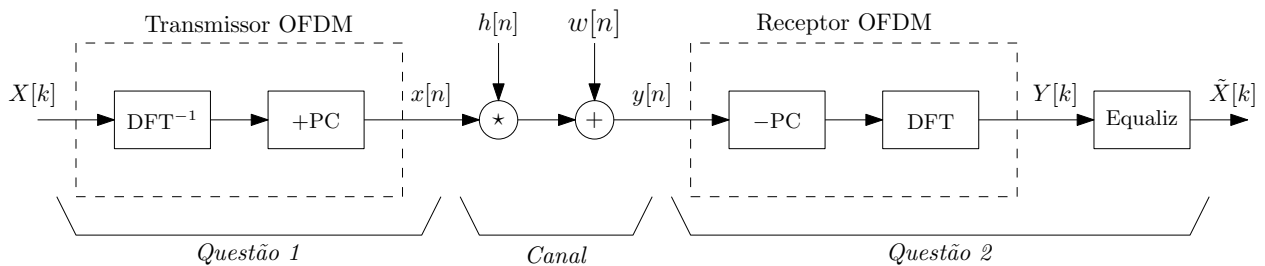 Transmissor OFDM
h[n]
w[n]
Receptor OFDM
X[k]
DFT⁻¹
+PC
x[n]
⋆
+
y[n]
−PC
DFT
Y[k]
Equaliz
X̃[k]
Questão 1
Canal
Questão 2